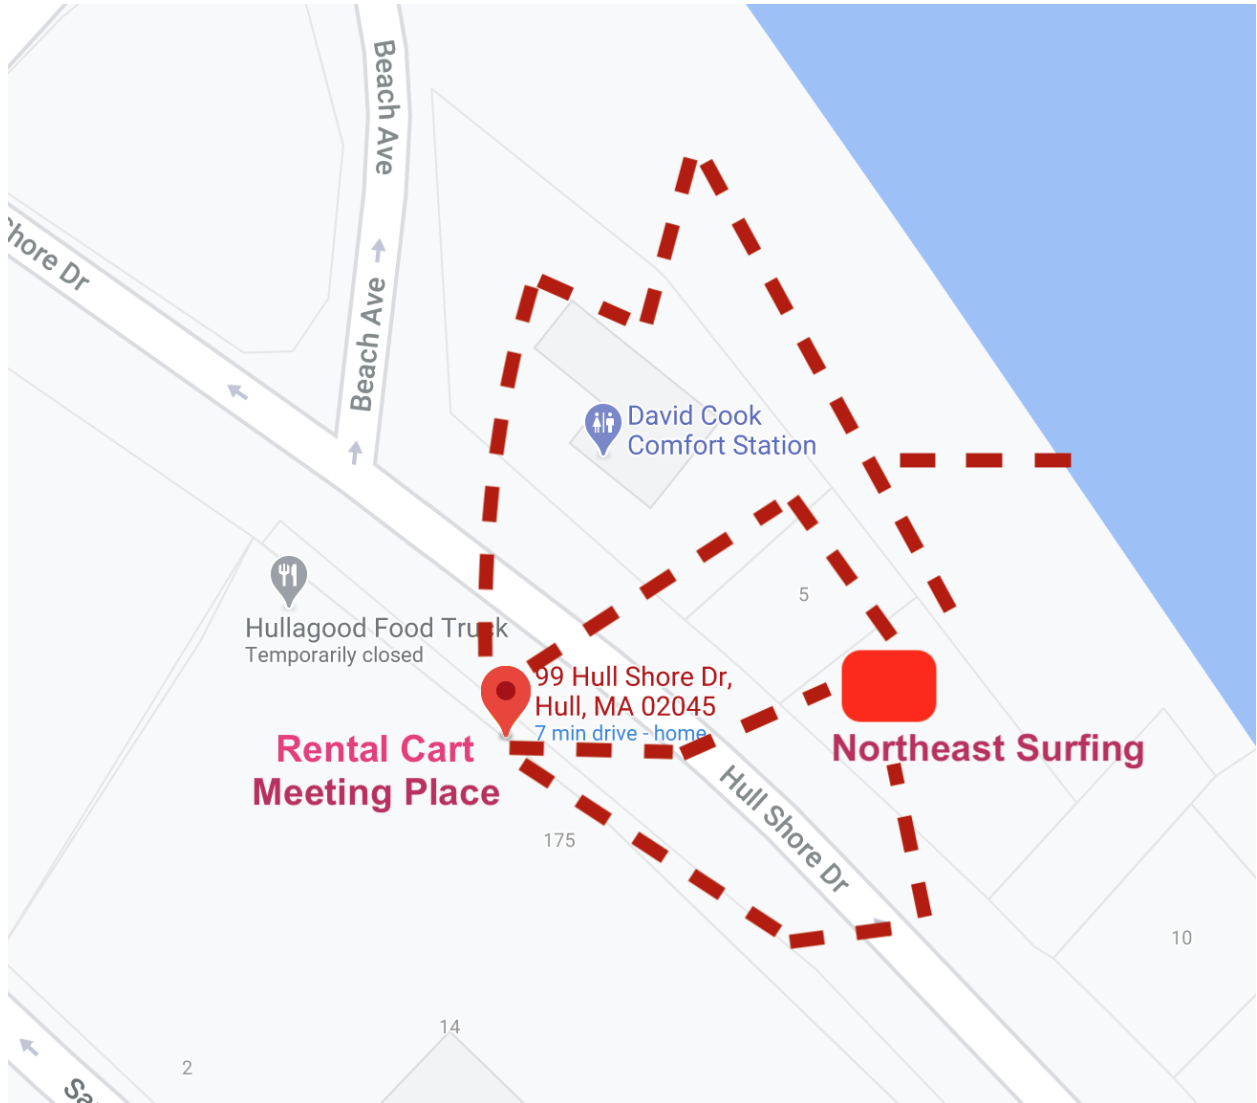 Beach Ave
Shore Dr
Beach Ave
David Cook
Comfort Station
5
Hullagood Food Truck
Temporarily closed
99 Hull Shore Dr,
Hull, MA 02045
7 min drive - home
Rental Cart
Meeting Place
Northeast Surfing
Hull Shore Dr
175
10
14
2
Sa